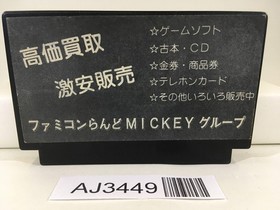 高価買取
激安販売
☆ゲームソフト
☆古本・CD
☆金券・商品券
☆テレホンカード
☆その他いろいろ販売中
ファミコンらんどMICKEYグループ
AJ3449